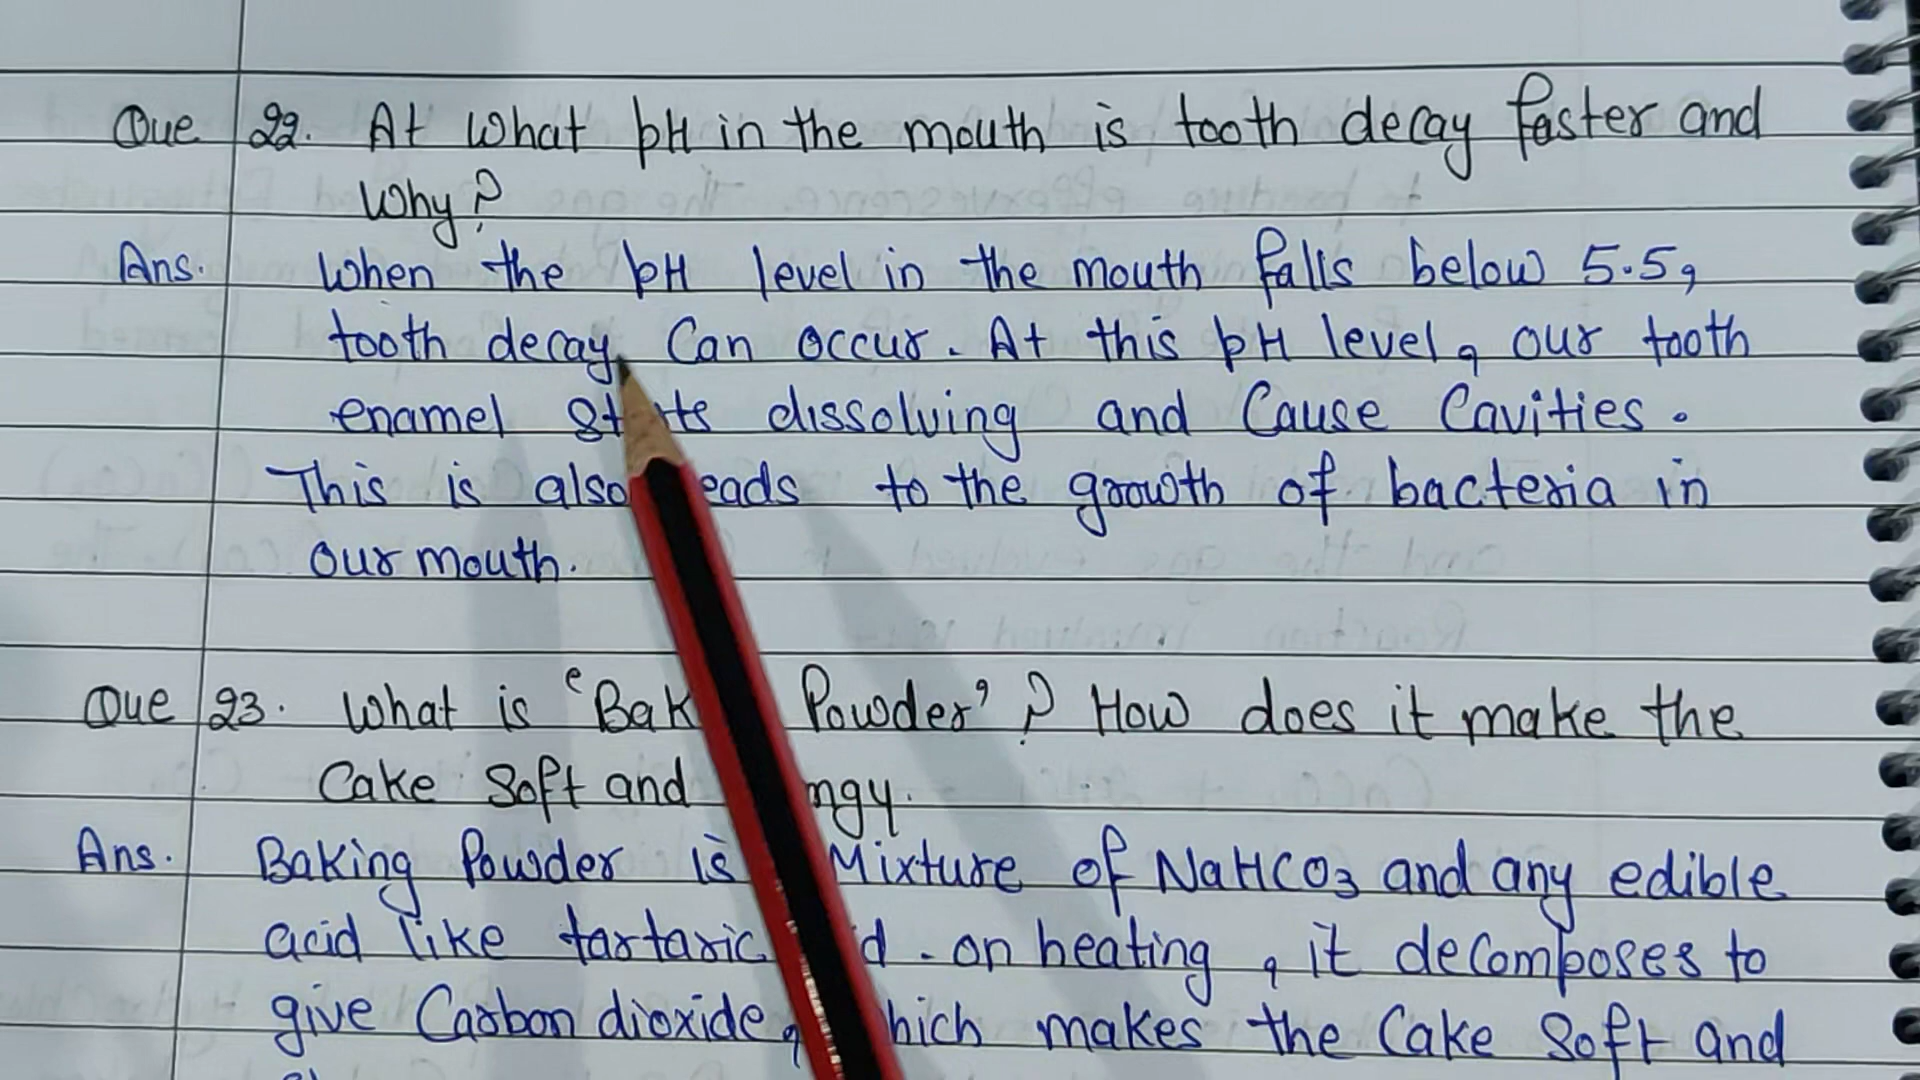 Que 22. At what pH in the mouth is tooth decay faster and
Why?
Ans. When the pH level in the mouth falls below 5.5,
tooth decay Can occur. At this pH level, our tooth
enamel dissolving and Cause Cavities.
This is also to the growth of bacteria in
our mouth.
Que 23. What is 'Bak Powder'? How does it make the
Cake Soft and ngy.
Ans. Baking Powder is Mixture of NaHCO3 and any edible
acid like tartaric d. on heating, it decomposes to
give Carbon dioxide, hich makes the Cake Soft and